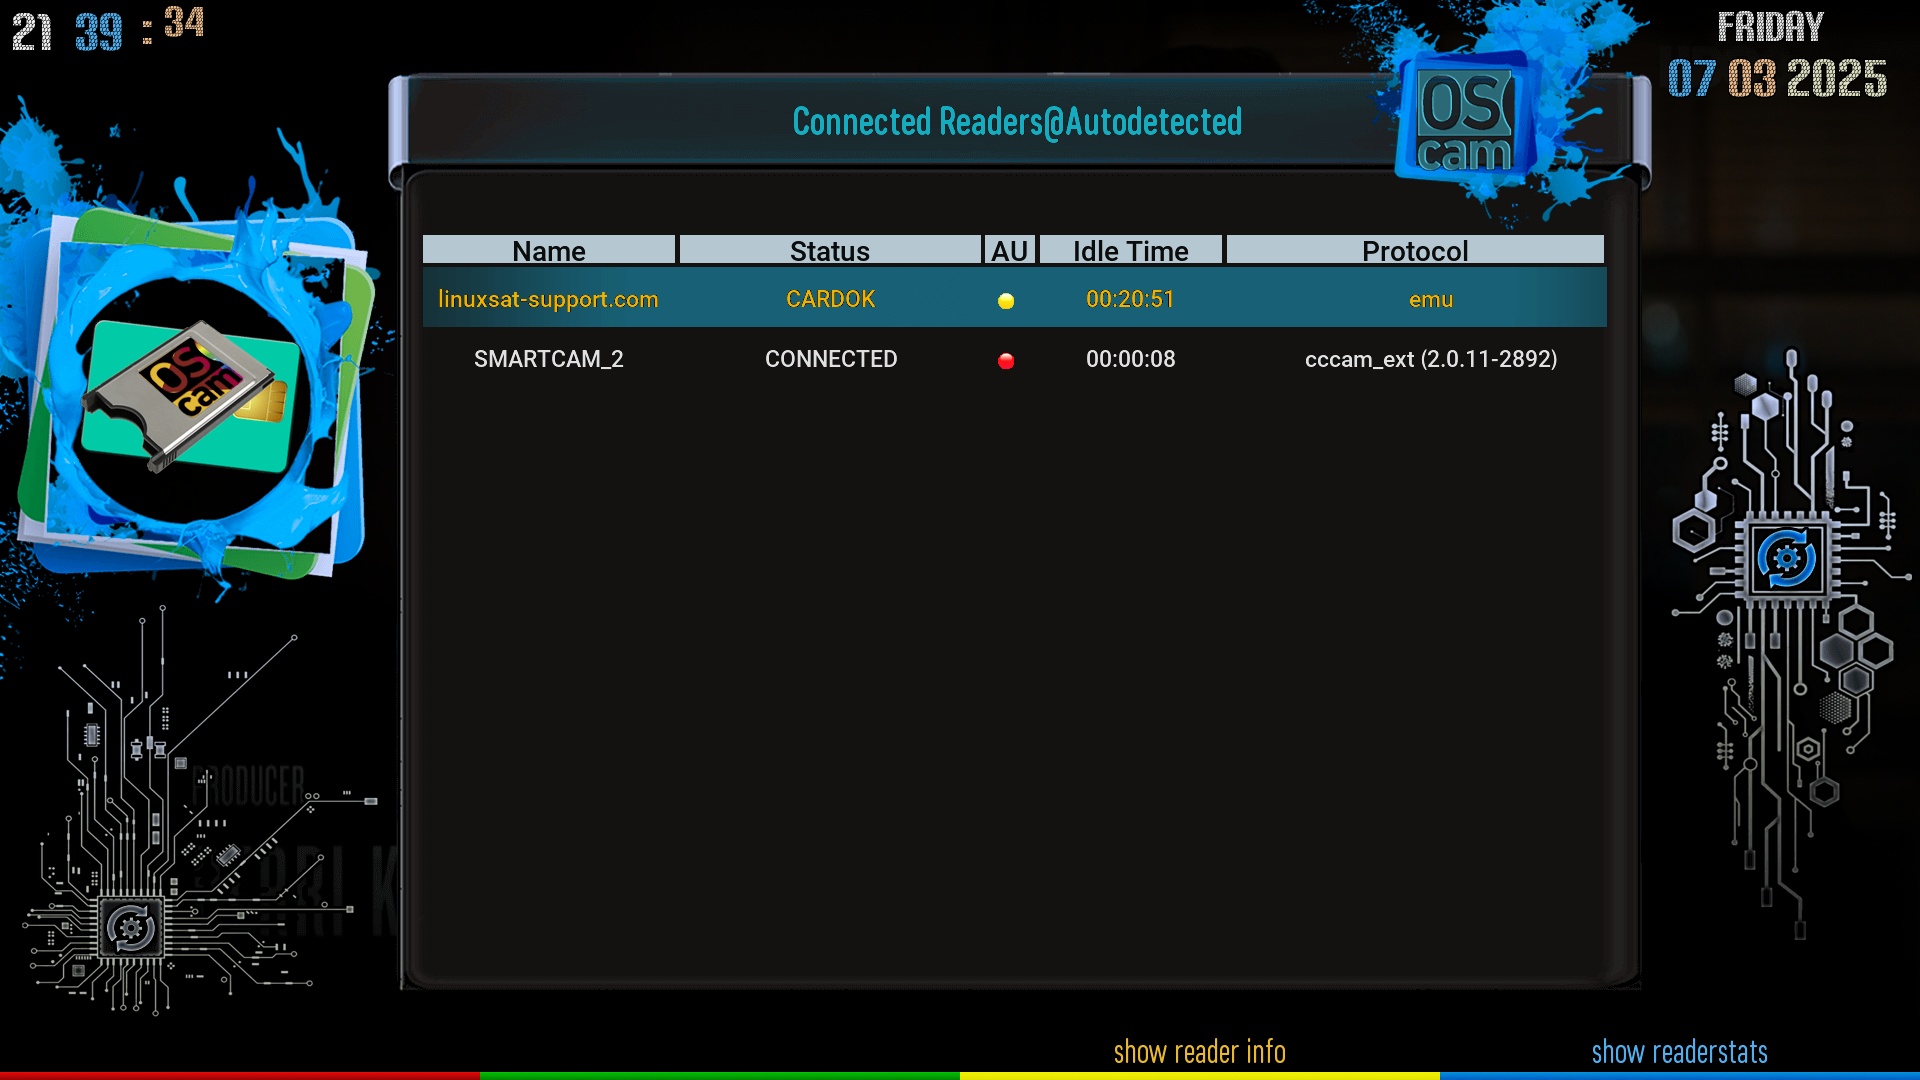 21 39 : 34
FRIDAY
07 03 2025
Connected Readers@Autodetected
OS
cam
Name Status AU Idle Time Protocol
linuxsat-support.com CARDOK 00:20:51 emu
SMARTCAM_2 CONNECTED 00:00:08 cccam_ext (2.0.11-2892)
OS
cam
PRODUCER
show reader info
show readerstats